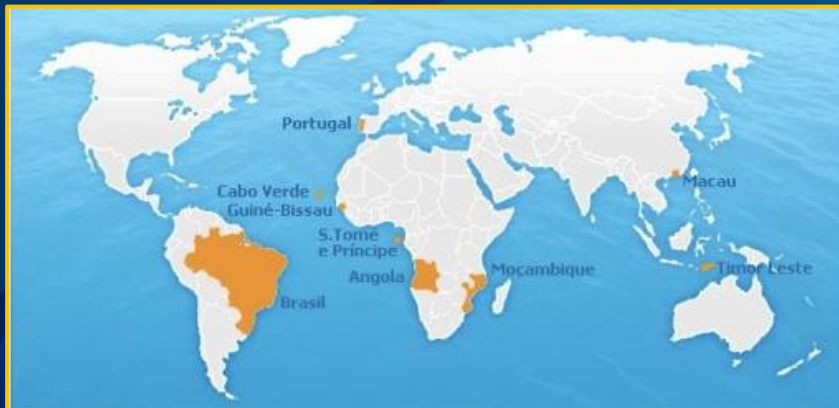 Portugal
Cabo Verde
Guiné-Bissau
S.Tomé
e Príncipe
Angola
Moçambique
Brasil
Macau
Timor Leste